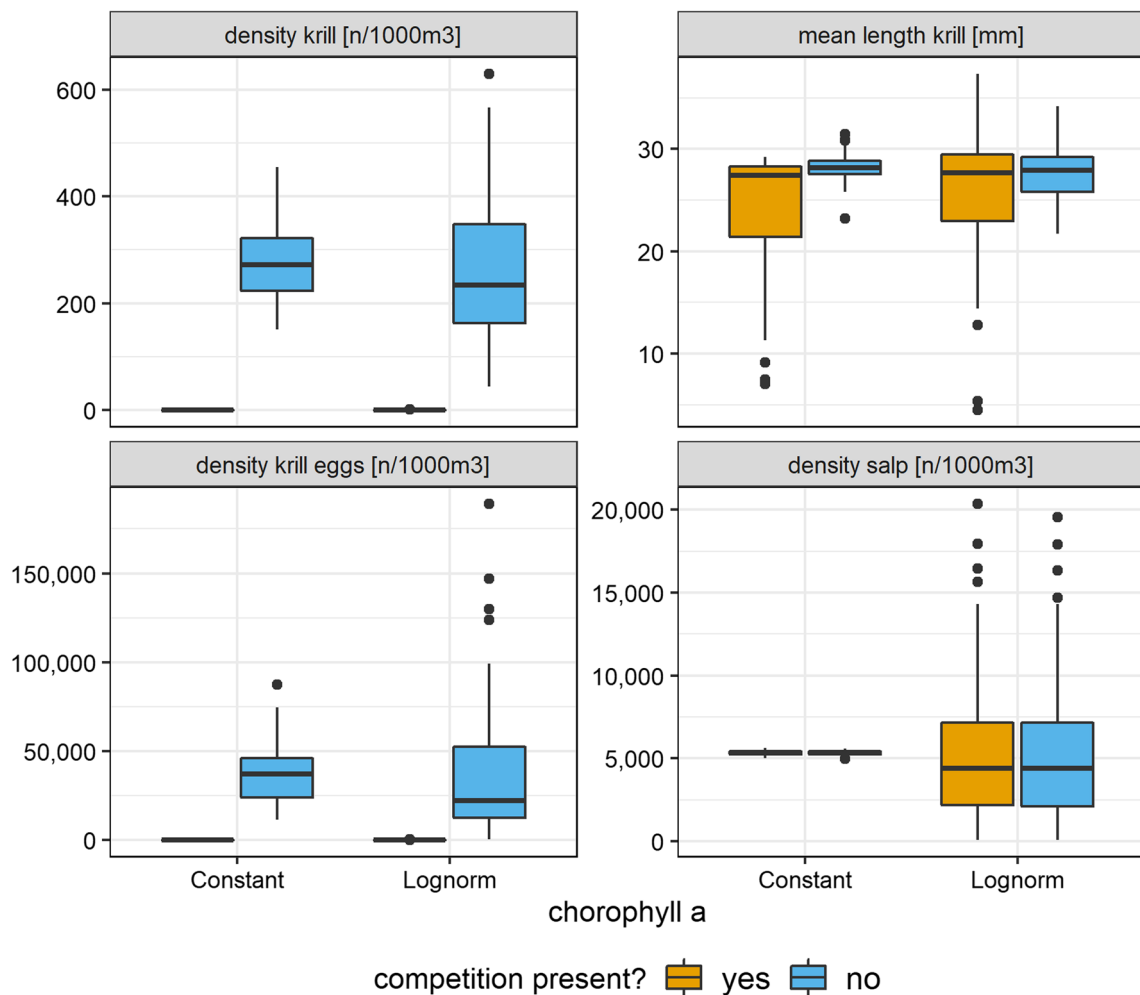 density krill [n/1000m3]
mean length krill [mm]
600
400
200
0
30
20
10
density krill eggs [n/1000m3]
density salp [n/1000m3]
150,000
100,000
50,000
0
20,000
15,000
10,000
5,000
0
Constant
Lognorm
Constant
Lognorm
chorophyll a
competition present? yes no